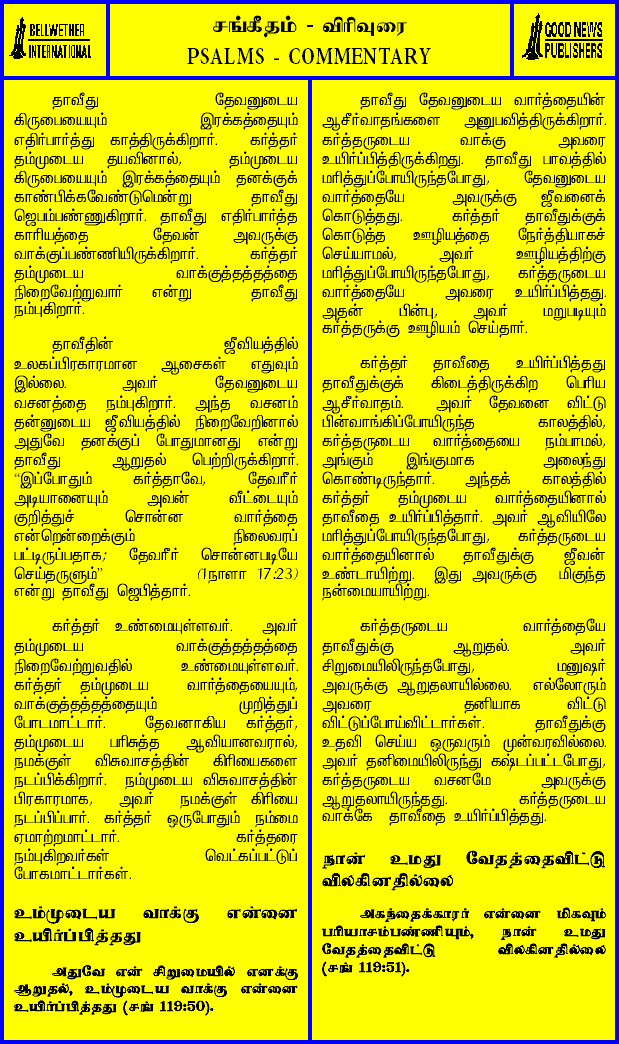 BELLWETHER
INTERNATIONAL
சங்கீதம் - விரிவுரை
PSALMS - COMMENTARY
GOOD NEWS
PUBLISHERS
தாவீது தேவனுடைய
கிருபையையும் இரக்கத்தையும்
எதிர்பார்த்து காத்திருக்கிறார். கர்த்தர்
தம்முடைய தயவினால், தம்முடைய
கிருபையையும் இரக்கத்தையும் தனக்குக்
காண்பிக்கவேண்டுமென்று தாவீது
ஜெபம்பண்ணுகிறார். தாவீது எதிர்பார்த்த
காரியத்தை தேவன் அவருக்கு
வாக்குப்பண்ணியிருக்கிறார். கர்த்தர்
தம்முடைய வாக்குத்தத்தத்தை
நிறைவேற்றுவார் என்று தாவீது
நம்புகிறார்.
தாவீதின் ஜீவியத்தில்
உலகப்பிரகாரமான ஆசைகள் எதுவும்
இல்லை. அவர் தேவனுடைய
வசனத்தை நம்புகிறார். அந்த வசனம்
தன்னுடைய ஜீவியத்தில் நிறைவேறினால்
அதுவே தனக்குப் போதுமானது என்று
தாவீது ஆறுதல் பெற்றிருக்கிறார்.
“இப்போதும் கர்த்தாவே, தேவரீர்
அடியானையும் அவன் வீட்டையும்
குறித்துச் சொன்ன வார்த்தை
என்றென்றைக்கும் நிலைவரப்
பட்டிருப்பதாக; தேவரீர் சொன்னபடியே
செய்தருளும்” (1நாளா 17:23)
என்று தாவீது ஜெபித்தார்.
கர்த்தர் உண்மையுள்ளவர். அவர்
தம்முடைய வாக்குத்தத்தத்தை
நிறைவேற்றுவதில் உண்மையுள்ளவர்.
கர்த்தர் தம்முடைய வார்த்தையையும்,
வாக்குத்தத்தத்தையும் முறித்துப்
போடமாட்டார். தேவனாகிய கர்த்தர்,
தம்முடைய பரிசுத்த ஆவியானவரால்,
நமக்குள் விசுவாசத்தின் கிரியைகளை
நடப்பிக்கிறார். நம்முடைய விசுவாசத்தின்
பிரகாரமாக, அவர் நமக்குள் கிரியை
நடப்பிப்பார். கர்த்தர் ஒருபோதும் நம்மை
ஏமாற்றமாட்டார். கர்த்தரை
நம்புகிறவர்கள் வெட்கப்பட்டுப்
போகமாட்டார்கள்.
உம்முடைய வாக்கு என்னை
உயிர்ப்பித்தது
அதுவே என் சிறுமையில் எனக்கு
ஆறுதல், உம்முடைய வாக்கு என்னை
உயிர்ப்பித்தது (சங் 119:50).
தாவீது தேவனுடைய வார்த்தையின்
ஆசீர்வாதங்களை அனுபவித்திருக்கிறார்.
கர்த்தருடைய வாக்கு அவரை
உயிர்ப்பித்திருக்கிறது. தாவீது பாவத்தில்
மரித்துப்போயிருந்தபோது, தேவனுடைய
வார்த்தையே அவருக்கு ஜீவனைக்
கொடுத்தது. கர்த்தர் தாவீதுக்குக்
கொடுத்த ஊழியத்தை நேர்த்தியாகச்
செய்யாமல், அவர் ஊழியத்திற்கு
மரித்துப்போயிருந்தபோது, கர்த்தருடைய
வார்த்தையே அவரை உயிர்ப்பித்தது.
அதன் பின்பு, அவர் மறுபடியும்
கர்த்தருக்கு ஊழியம் செய்தார்.
கர்த்தர் தாவீதை உயிர்ப்பித்தது
தாவீதுக்குக் கிடைத்திருக்கிற பெரிய
ஆசீர்வாதம். அவர் தேவனை விட்டு
பின்வாங்கிப்போயிருந்த காலத்தில்,
கர்த்தருடைய வார்த்தையை நம்பாமல்,
அங்கும் இங்குமாக அலைந்து
கொண்டிருந்தார். அந்தக் காலத்தில்
கர்த்தர் தம்முடைய வார்த்தையினால்
தாவீதை உயிர்ப்பித்தார். அவர் ஆவியிலே
மரித்துப்போயிருந்தபோது, கர்த்தருடைய
வார்த்தையினால் தாவீதுக்கு ஜீவன்
உண்டாயிற்று. இது அவருக்கு மிகுந்த
நன்மையாயிற்று.
கர்த்தருடைய வார்த்தையே
தாவீதுக்கு ஆறுதல். அவர்
சிறுமையிலிருந்தபோது, மனுஷர்
அவருக்கு ஆறுதலாயில்லை. எல்லோரும்
அவரை தனியாக விட்டு
விட்டுப்போய்விட்டார்கள். தாவீதுக்கு
உதவி செய்ய ஒருவரும் முன்வரவில்லை.
அவர் தனிமையிலிருந்து கஷ்டப்பட்டபோது,
கர்த்தருடைய வசனமே அவருக்கு
ஆறுதலாயிருந்தது. கர்த்தருடைய
வாக்கே தாவீதை உயிர்ப்பித்தது.
நான் உமது வேதத்தைவிட்டு
விலகினதில்லை
அகந்தைக்காரர் என்னை மிகவும்
பரியாசம்பண்ணியும், நான் உமது
வேதத்தைவிட்டு விலகினதில்லை
(சங் 119:51).